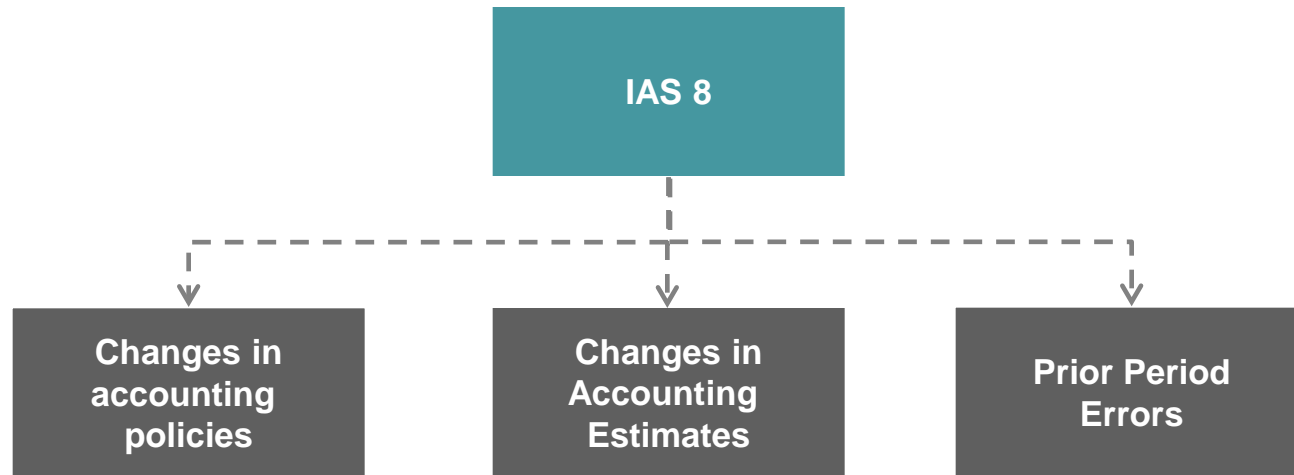 IAS 8
Changes in
accounting
policies
Changes in
Accounting
Estimates
Prior Period
Errors